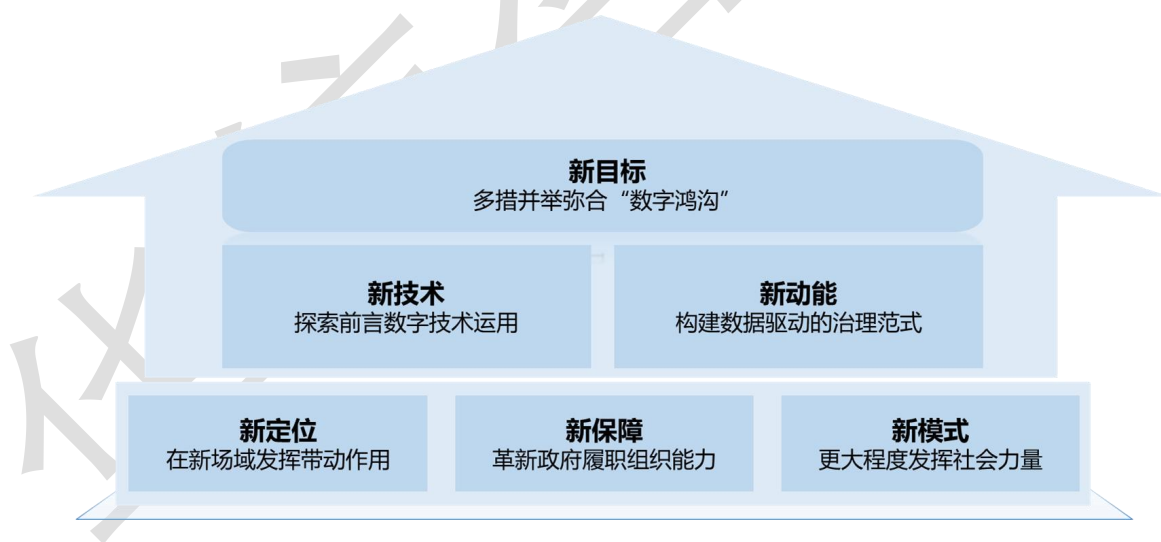 新目标
多措并举弥合“数字鸿沟”
新技术
探索前言数字技术运用
新动能
构建数据驱动的治理范式
新定位
在新场域发挥带动作用
新保障
革新政府履职组织能力
新模式
更大程度发挥社会力量